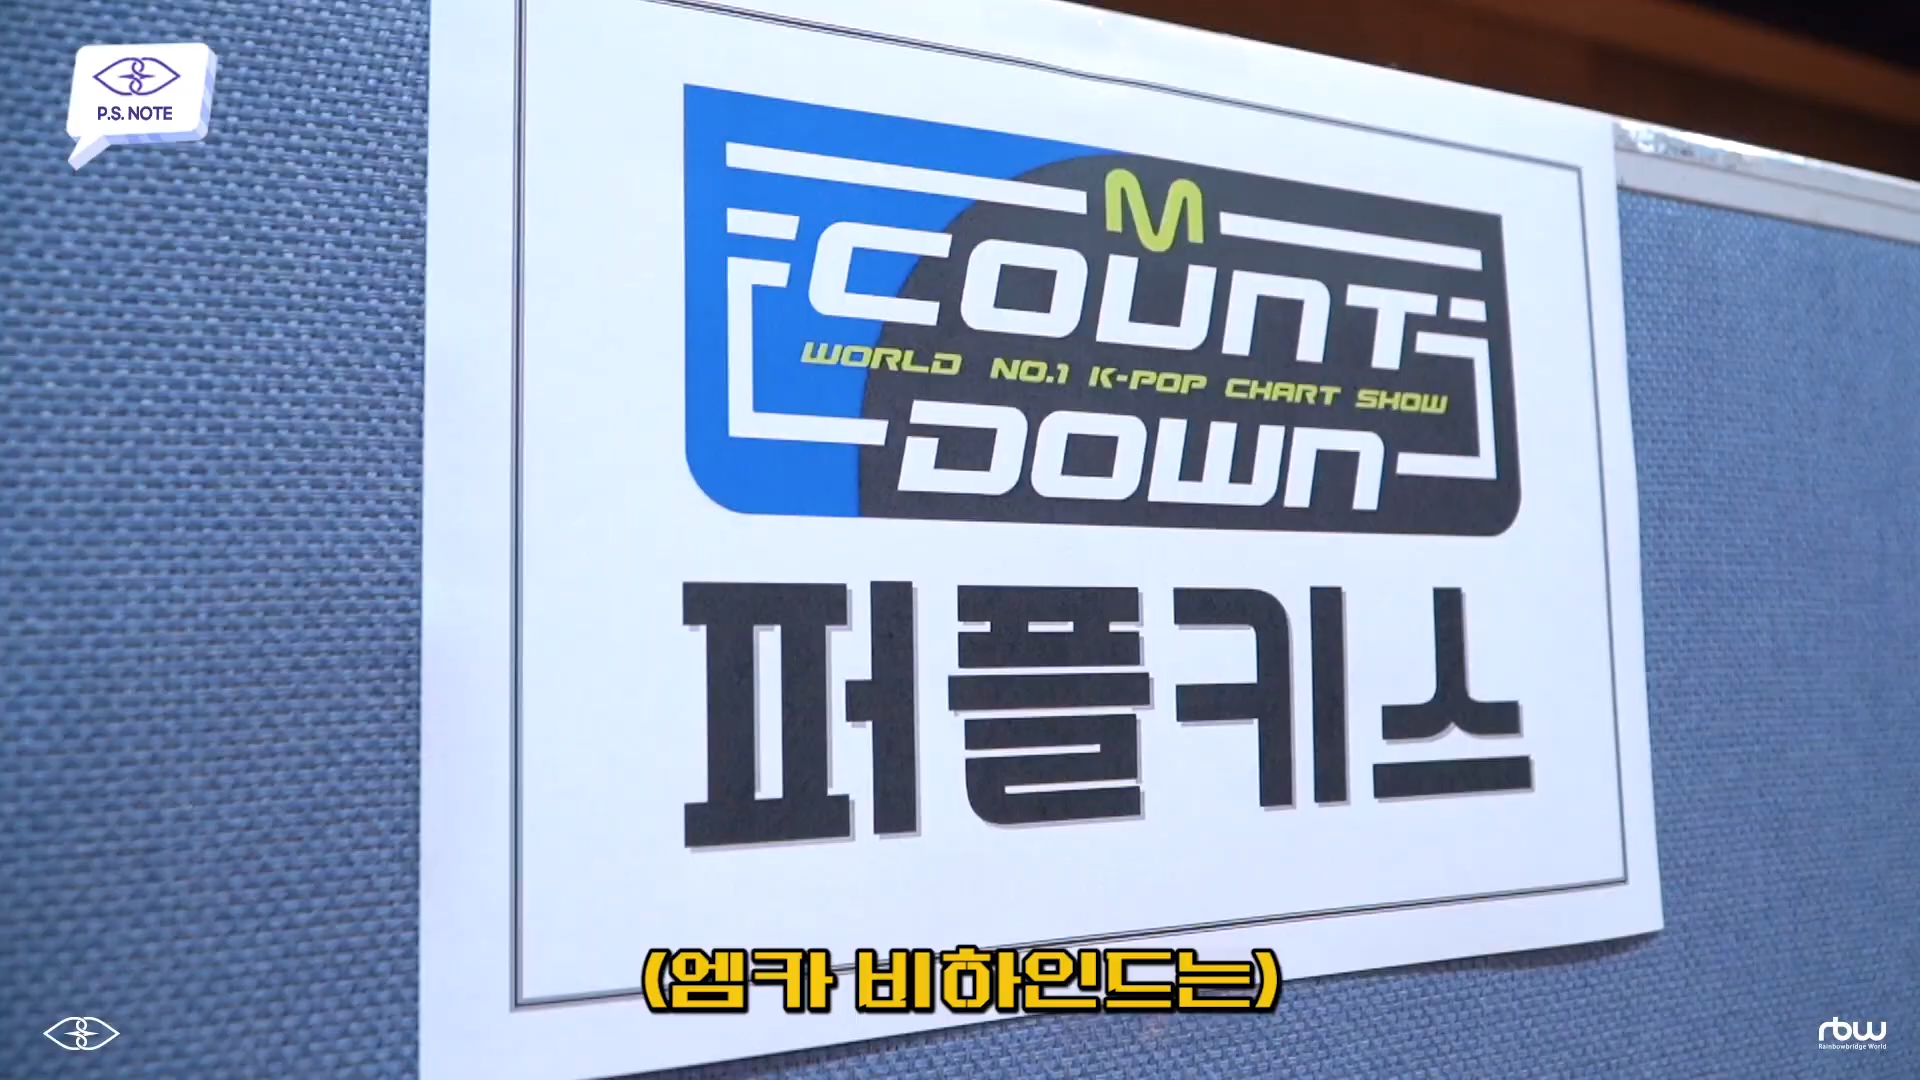 P.S. NOTE
M
COUNT
WORLD NO.1 K-POP CHART SHOW
DOWN
퍼플키스
(엠카 비하인드는)
rbw
Rainbowbridge World